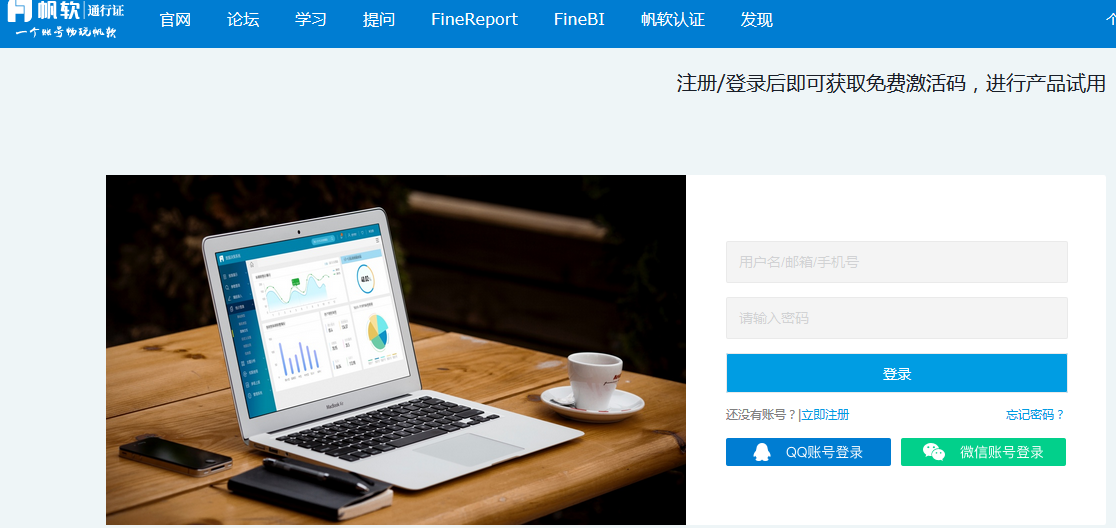 帆软|通行证
一个账号畅玩帆软
官网 论坛 学习 提问 FineReport FineBI 帆软认证 发现
注册/登录后即可获取免费激活码，进行产品试用
用户名/邮箱/手机号
请输入密码
登录
还没有账号？|立即注册 忘记密码？
QQ账号登录 微信账号登录
MacBook Air